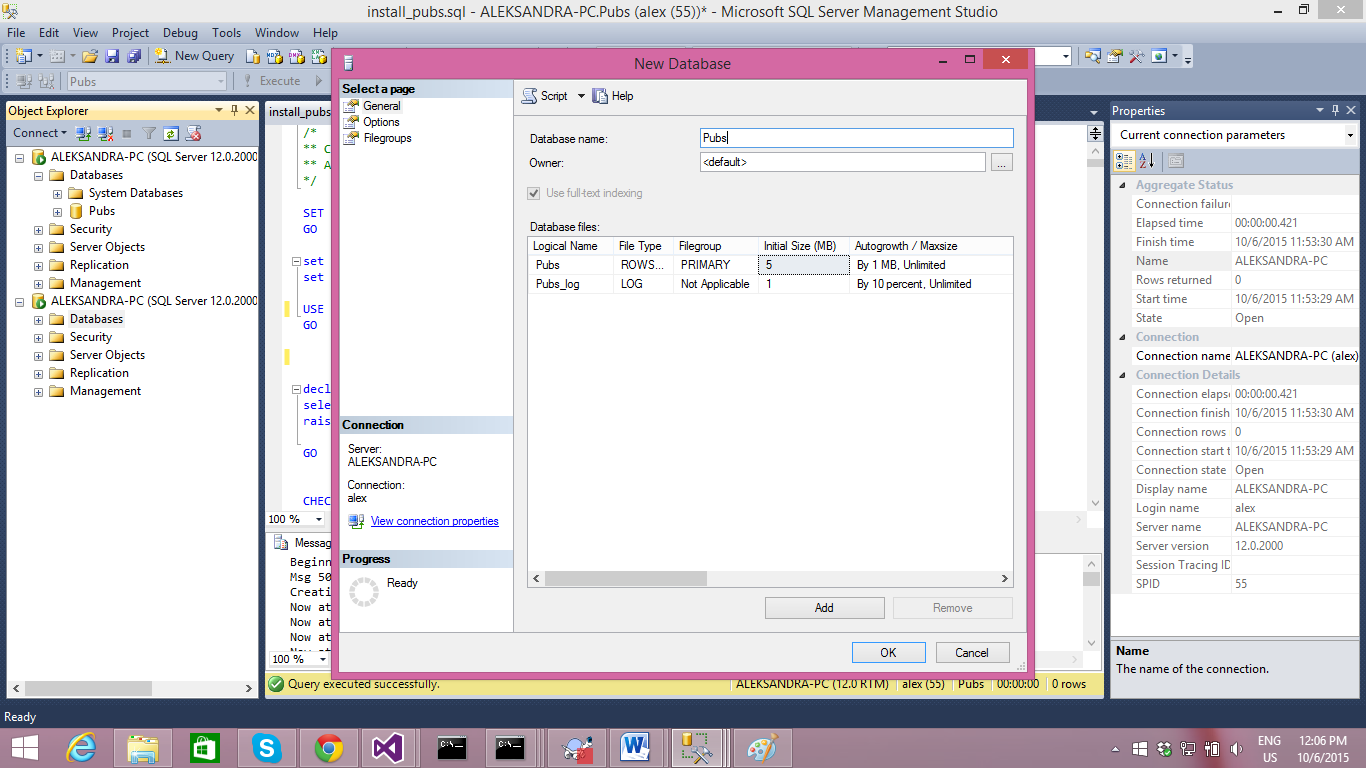 install_pubs.sql - ALEKSANDRA-PC.Pubs (alex (55))* - Microsoft SQL Server Management Studio
File Edit View Project Debug Tools Window Help
New Query
Pubs Execute
Object Explorer
Connect
ALEKSANDRA-PC (SQL Server 12.0.2000
Databases
System Databases
Pubs
Security
Server Objects
Replication
Management
ALEKSANDRA-PC (SQL Server 12.0.2000
Databases
Security
Server Objects
Replication
Management
install_pubs
/*
** C
** A
*/
SET
GO
set
set
USE
GO
decl
sele
rais
GO
CHEC
100 %
Messag
Beginn
Msg 50
Creati
Now at
Now at
Now at
100 %
Query executed successfully. ALEKSANDRA-PC (12.0 RTM) alex (55) Pubs 00:00:00 0 rows
New Database
Select a page
General
Options
Filegroups
Connection
Server:
ALEKSANDRA-PC
Connection:
alex
View connection properties
Progress
Ready
Script Help
Database name: Pubs
Owner: <default> ...
Use full-text indexing
Database files:
Logical Name File Type Filegroup Initial Size (MB) Autogrowth / Maxsize
Pubs ROWS... PRIMARY 5 By 1 MB, Unlimited
Pubs_log LOG Not Applicable 1 By 10 percent, Unlimited
Add Remove
OK Cancel
Properties
Current connection parameters
Aggregate Status
Connection failure
Elapsed time 00:00:00.421
Finish time 10/6/2015 11:53:30 AM
Name ALEKSANDRA-PC
Rows returned 0
Start time 10/6/2015 11:53:29 AM
State Open
Connection
Connection name ALEKSANDRA-PC (alex)
Connection Details
Connection elaps 00:00:00.421
Connection finish 10/6/2015 11:53:30 AM
Connection rows 0
Connection start t 10/6/2015 11:53:29 AM
Connection state Open
Display name ALEKSANDRA-PC
Login name alex
Server name ALEKSANDRA-PC
Server version 12.0.2000
Session Tracing ID
SPID 55
Name
The name of the connection.
Ready
ENG 12:06 PM
US 10/6/2015